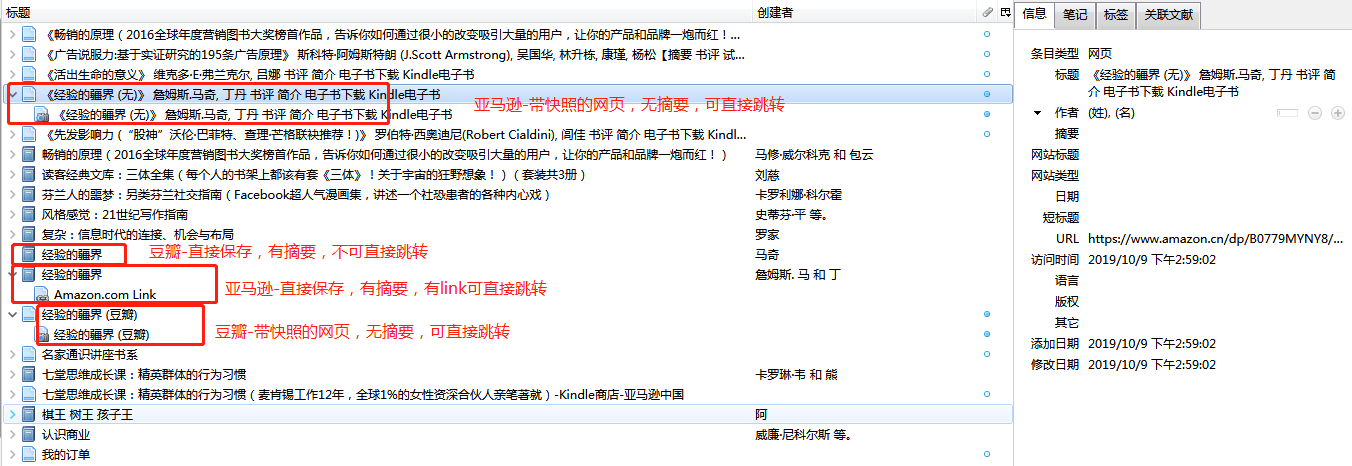 标题 创建者 信息 笔记 标签 关联文献
《畅销的原理（2016全球年度营销图书大奖榜首作品，告诉你如何通过很小的改变吸引大量的用户，让你的产品和品牌一炮而红！...
《广告说服力:基于实证研究的195条广告原理》 斯科特·阿姆斯特朗 (J.Scott Armstrong), 吴国华, 林升栋, 康瑾, 杨松【摘要 书评 试...
《活出生命的意义》 维克多·E·弗兰克尔, 吕娜 书评 简介 电子书下载 Kindle电子书
《经验的疆界 (无)》 詹姆斯.马奇, 丁丹 书评 简介 电子书下载 Kindle电子书
亚马逊-带快照的网页，无摘要，可直接跳转
《经验的疆界 (无)》 詹姆斯.马奇, 丁丹 书评 简介 电子书下载 Kindle电子书
《先发影响力（“股神”沃伦·巴菲特、查理·芒格联袂推荐！)》 罗伯特·西奥迪尼(Robert Cialdini), 闾佳 书评 简介 电子书下载 Kindl...
畅销的原理（2016全球年度营销图书大奖榜首作品，告诉你如何通过很小的改变吸引大量的用户，让你的产品和品牌一炮而红！） 马修·威尔科克 和 包云
读客经典文库：三体全集（每个人的书架上都该有套《三体》！关于宇宙的狂野想象！）（套装共3册） 刘慈
芬兰人的噩梦：另类芬兰社交指南（Facebook超人气漫画集，讲述一个社恐患者的各种内心戏） 卡罗利娜·科尔霍
风格感觉：21世纪写作指南 史蒂芬·平 等。
复杂：信息时代的连接、机会与布局 罗家
经验的疆界 马奇
豆瓣-直接保存，有摘要，不可直接跳转
经验的疆界 詹姆斯. 马 和 丁
Amazon.com Link
亚马逊-直接保存，有摘要，有link可直接跳转
经验的疆界 (豆瓣)
经验的疆界 (豆瓣)
豆瓣-带快照的网页，无摘要，可直接跳转
名家通识讲座书系
七堂思维成长课：精英群体的行为习惯 卡罗琳·韦 和 熊
七堂思维成长课：精英群体的行为习惯（麦肯锡工作12年，全球1%的女性资深合伙人亲笔著就）-Kindle商店-亚马逊中国
棋王 树王 孩子王 阿
认识商业 威廉·尼科尔斯 等。
我的订单
条目类型 网页
标题 《经验的疆界 (无)》 詹姆斯.马奇, 丁丹 书评 简
介 电子书下载 Kindle电子书
作者 (姓), (名)
摘要
网站标题
网站类型
日期
短标题
URL https://www.amazon.cn/dp/B0779MYNY8/...
访问时间 2019/10/9 下午2:59:02
语言
版权
其它
添加日期 2019/10/9 下午2:59:02
修改日期 2019/10/9 下午2:59:02